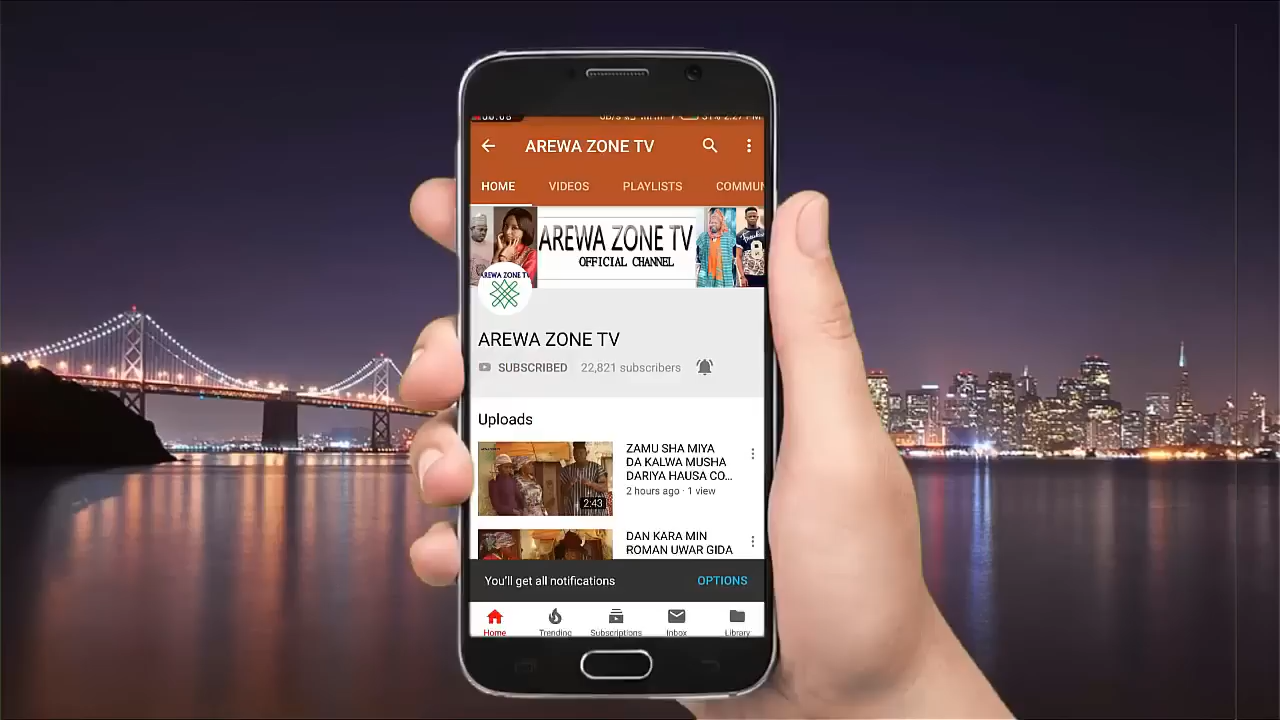 AREWA ZONE TV
HOME VIDEOS PLAYLISTS COMMUN
AREWA ZONE TV
OFFICIAL CHANNEL
AREWA ZONE TV
AREWA ZONE TV
SUBSCRIBED 22,821 subscribers
Uploads
ZAMU SHA MIYA
DA KALWA MUSHA
DARIYA HAUSA CO...
2 hours ago · 1 view
2:43
DAN KARA MIN
ROMAN UWAR GIDA
You'll get all notifications OPTIONS
Home Trending Subscriptions Inbox Library